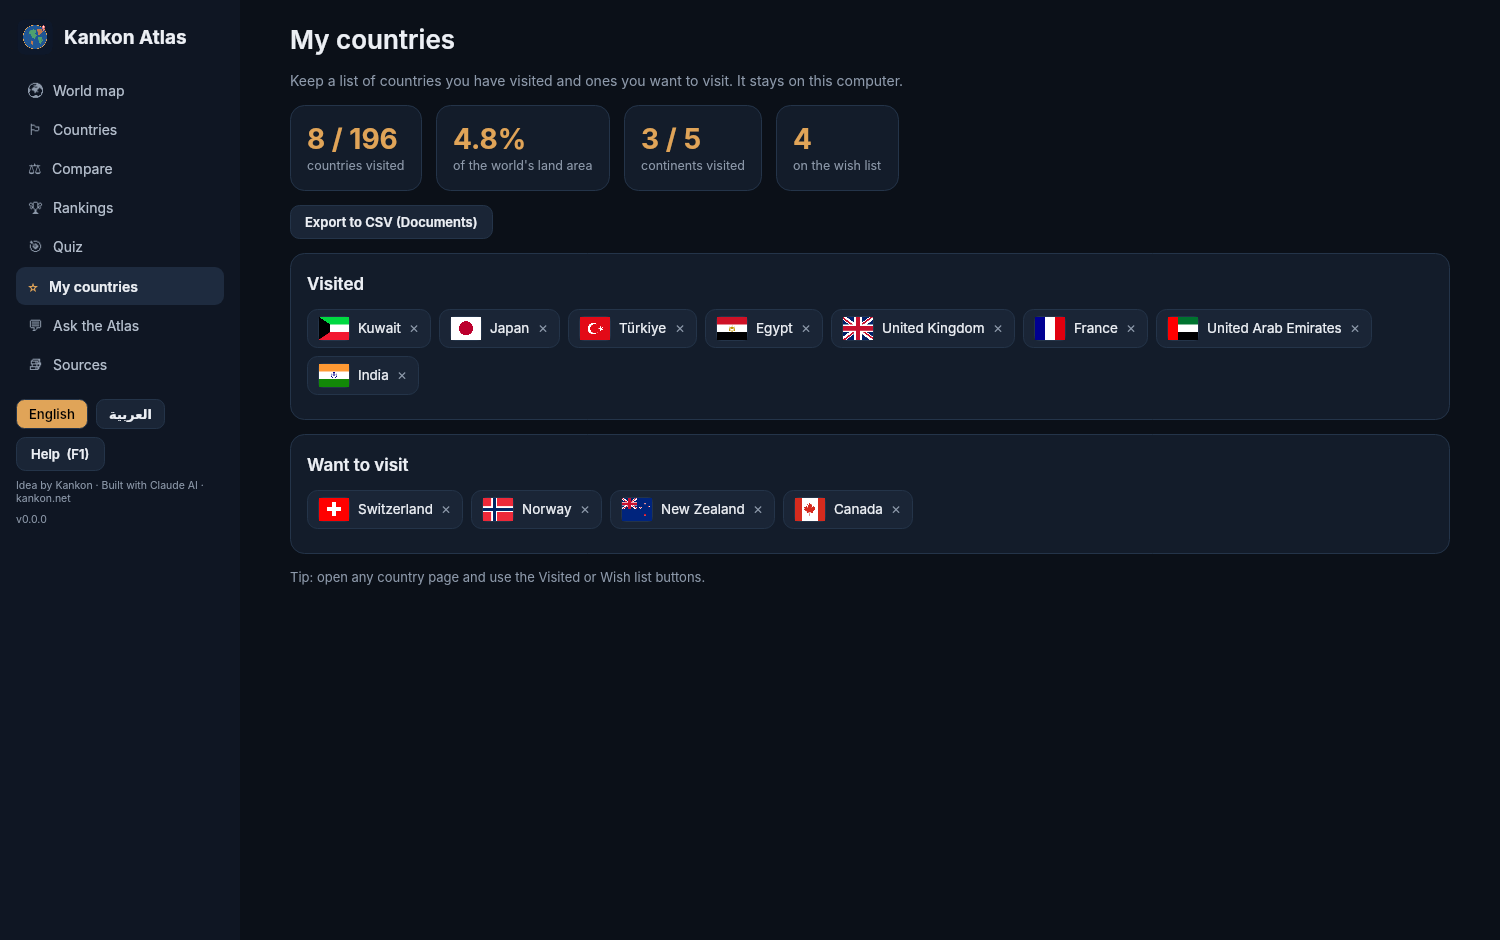 Kankon Atlas
World map
Countries
Compare
Rankings
Quiz
My countries
Ask the Atlas
Sources
English
العربية
Help (F1)
Idea by Kankon · Built with Claude AI ·
kankon.net
v0.0.0
My countries
Keep a list of countries you have visited and ones you want to visit. It stays on this computer.
8 / 196
countries visited
4.8%
of the world's land area
3 / 5
continents visited
4
on the wish list
Export to CSV (Documents)
Visited
Kuwait × Japan × Türkiye × Egypt × United Kingdom × France × United Arab Emirates ×
India ×
Want to visit
Switzerland × Norway × New Zealand × Canada ×
Tip: open any country page and use the Visited or Wish list buttons.